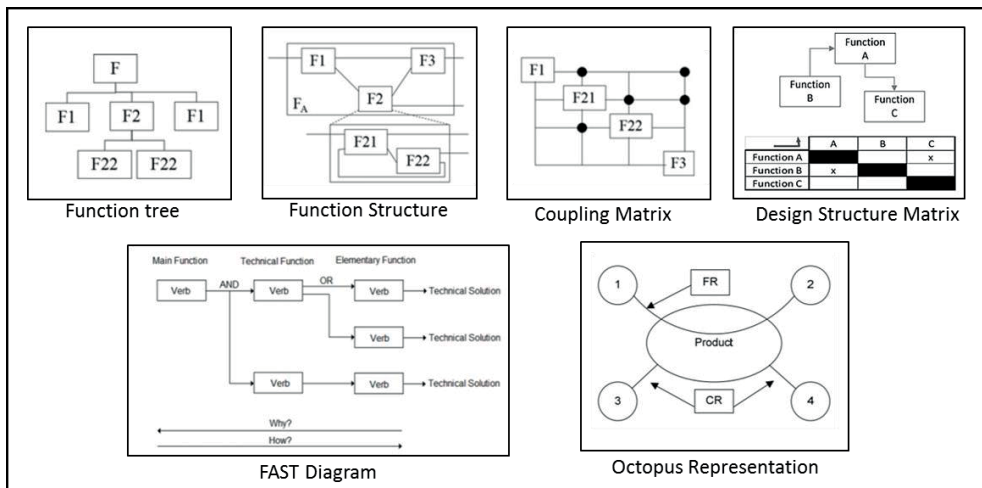 F
F1 F2 F1
F22 F22
Function tree
F1 F3
F2
FA
F21
F22
Function Structure
F1
F21
F22
F3
Coupling Matrix
Function
A
Function
B
Function
C
A B C
Function A x
Function B x
Function C
Design Structure Matrix
Main Function Technical Function Elementary Function
AND OR
Verb Verb Verb Technical Solution
Verb Technical Solution
Verb Verb Technical Solution
Why?
How?
FAST Diagram
1 FR 2
Product
3 CR 4
Octopus Representation